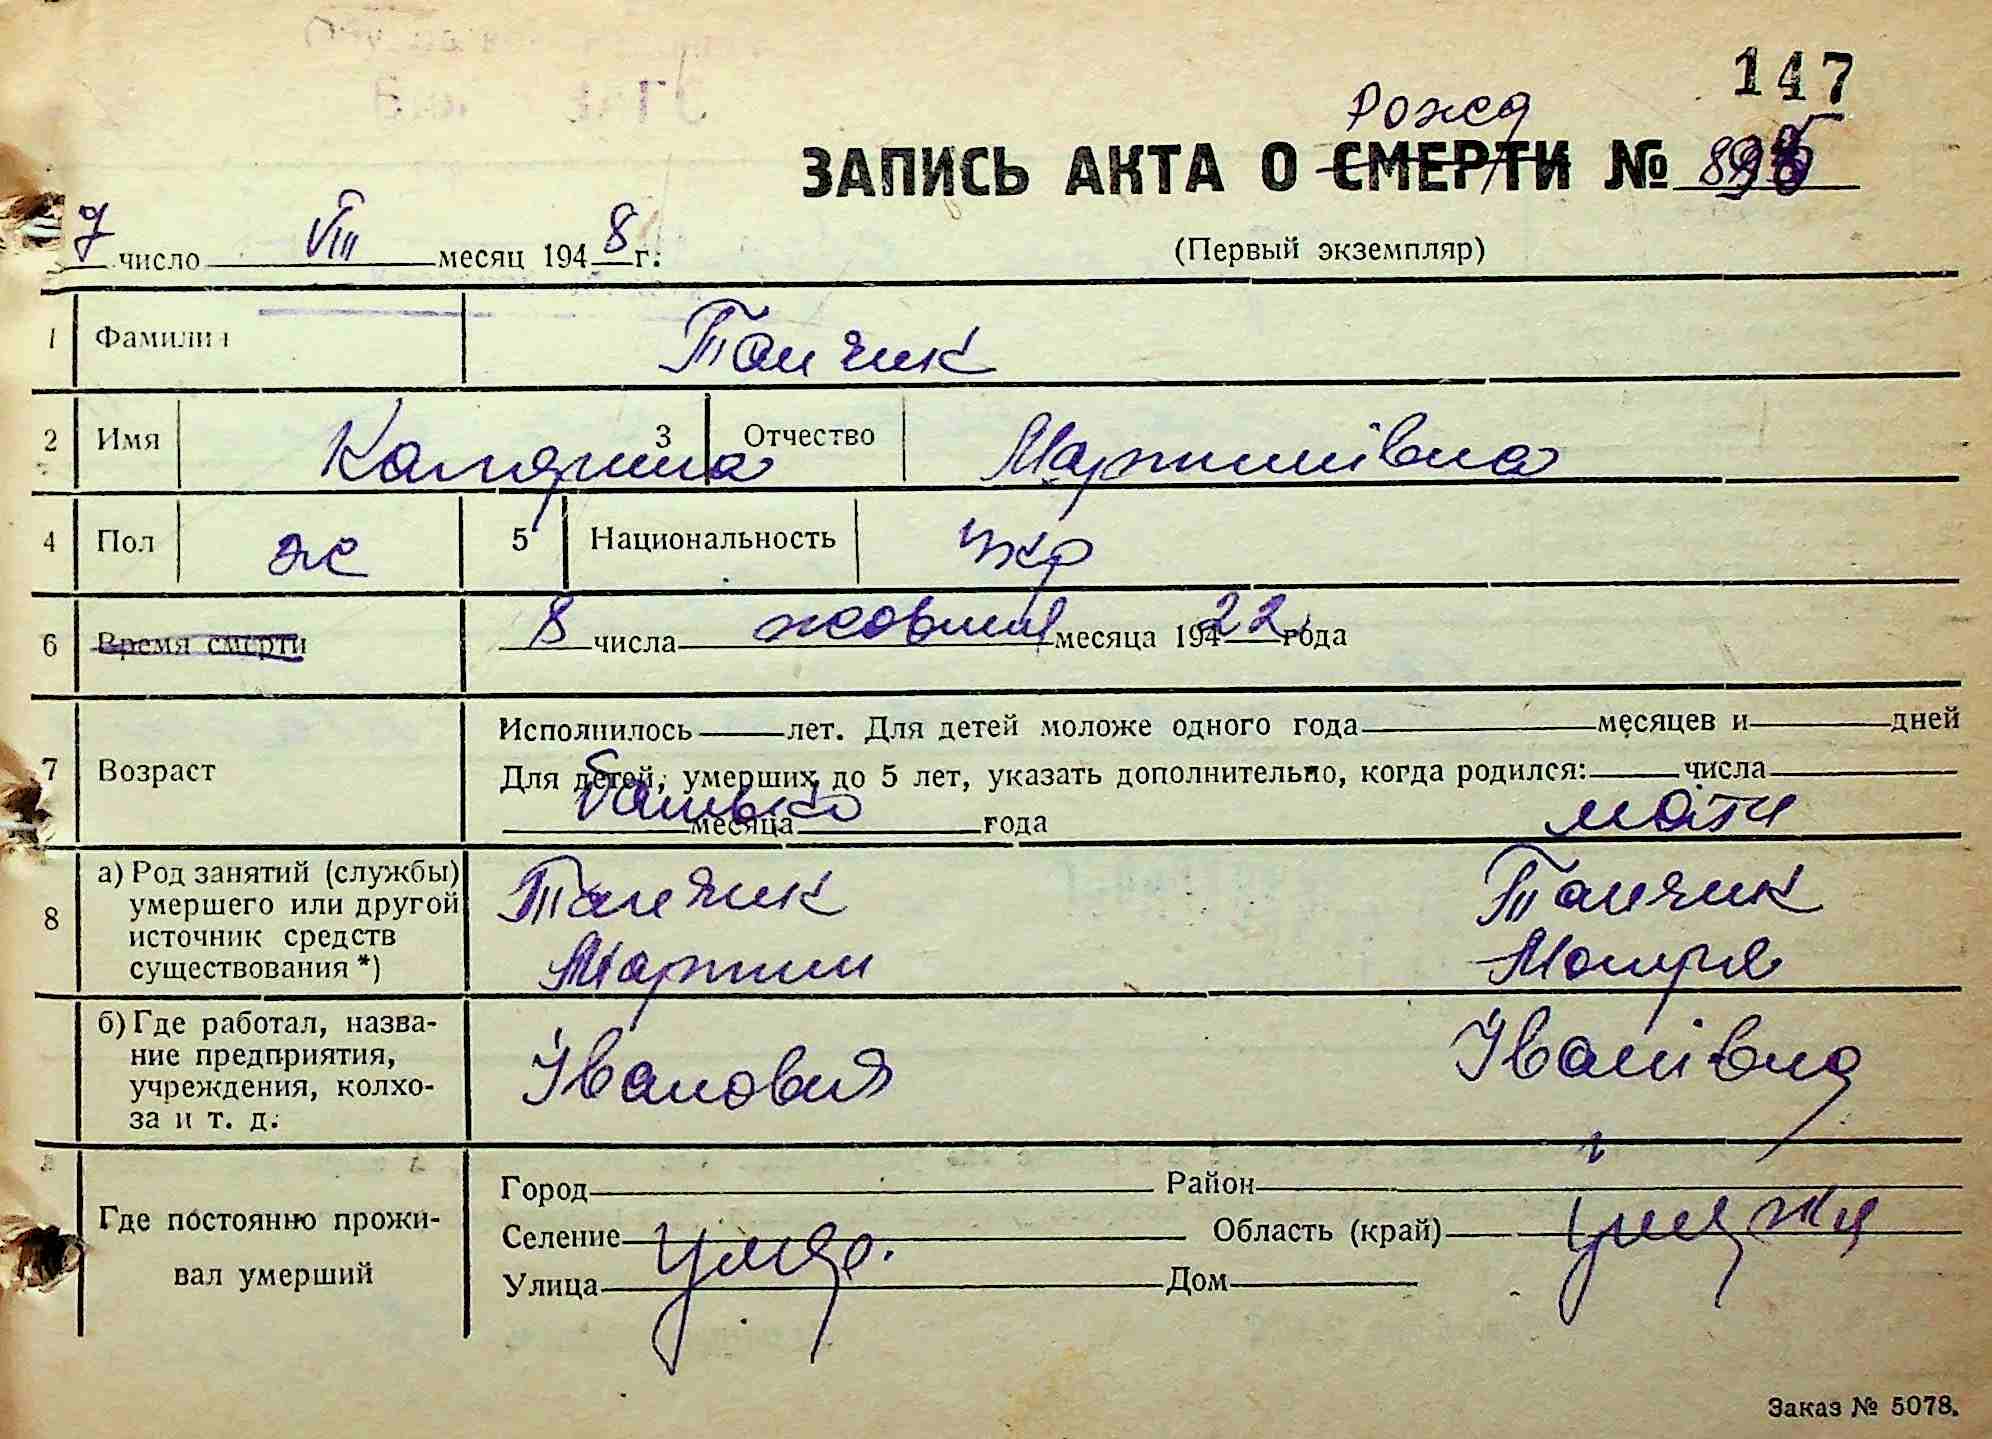 147
Рожд
ЗАПИСЬ АКТА О СМЕРТИ №
7 число VIII месяц 1948 г.
(Первый экземпляр)
1 Фамилия Танчик
2 Имя Катерина 3 Отчество Мартинівна
4 Пол ж 5 Национальность укр
6 Время смерти 8 числа жовтня месяца 194 22 года
7 Возраст Исполнилось лет. Для детей моложе одного года месяцев и дней
Для детей, умерших до 5 лет, указать дополнительно, когда родился: числа
месяца года
батько мати
8 а) Род занятий (службы) умершего или другой источник средств существования *)
Танчик Танчик
Мартин Мотря
б) Где работал, название предприятия, учреждения, колхоза и т. д.
Іванович Іванівна
Где постоянно проживал умерший
Город Район
Селение Область (край)
Улица Дом
Заказ № 5078.